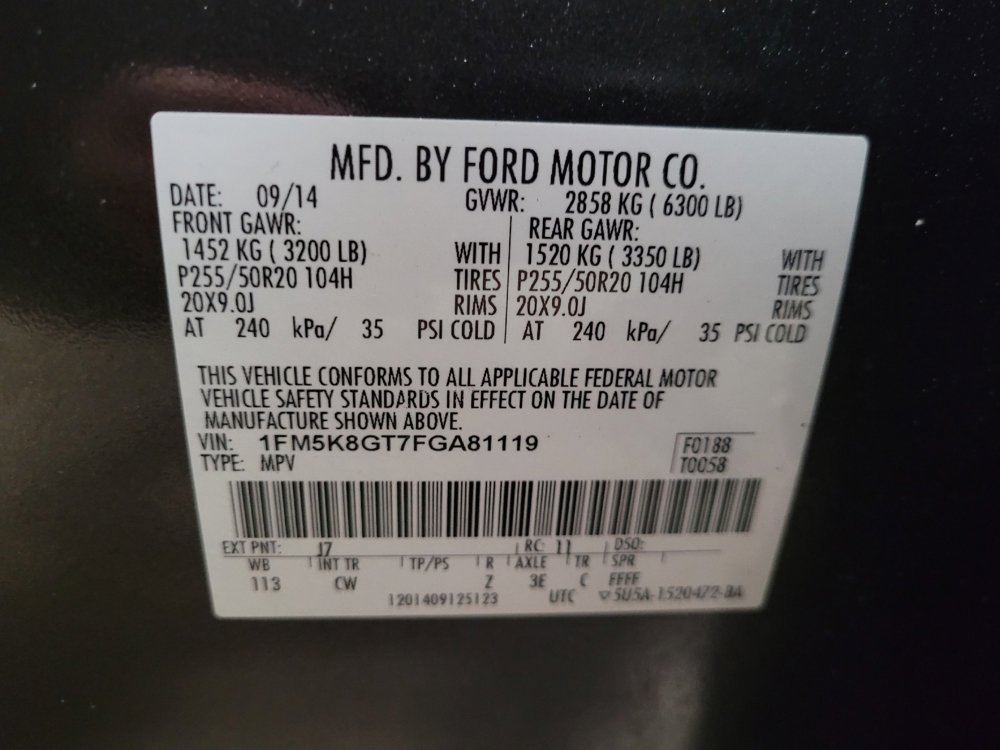 MFD. BY FORD MOTOR CO.
DATE: 09/14 GVWR: 2858 KG ( 6300 LB)
FRONT GAWR: REAR GAWR:
1452 KG ( 3200 LB) WITH 1520 KG ( 3350 LB) WITH
P255/50R20 104H TIRES P255/50R20 104H TIRES
20X9.0J RIMS 20X9.0J RIMS
AT 240 kPa/ 35 PSI COLD AT 240 kPa/ 35 PSI COLD
THIS VEHICLE CONFORMS TO ALL APPLICABLE FEDERAL MOTOR
VEHICLE SAFETY STANDARDS IN EFFECT ON THE DATE OF
MANUFACTURE SHOWN ABOVE.
VIN: 1FM5K8GT7FGA81119 F0188
TYPE: MPV T0058
EXT PNT: J7 RC: 11 DSO:
WB INT TR TP/PS R AXLE TR SPR
113 CW Z 3E C FFFF
1201409125123 UTC 5U5A-1520472-BA